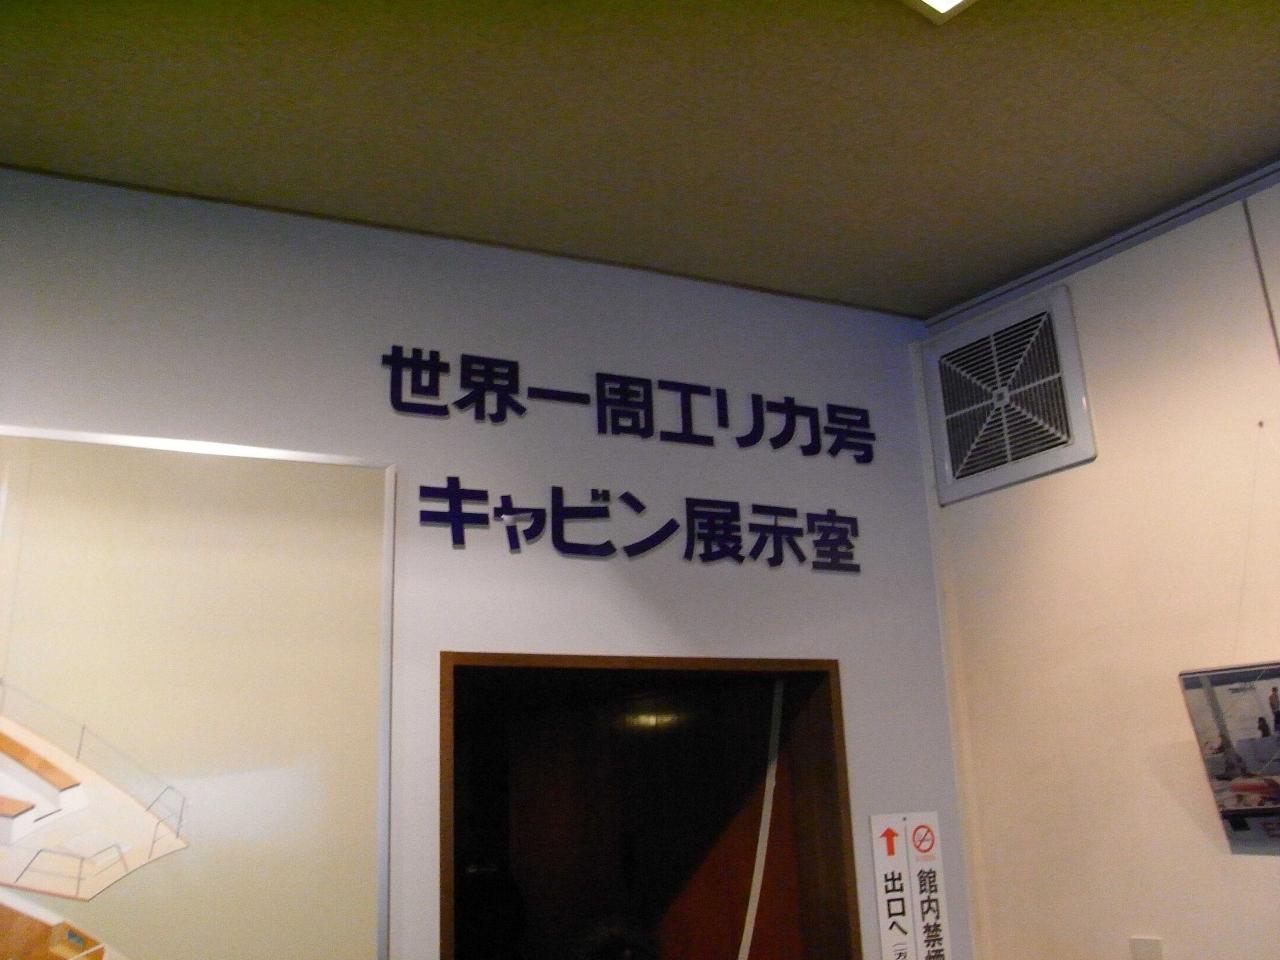 世界一周エリカ号
キャビン展示室
館内禁煙
出口へ